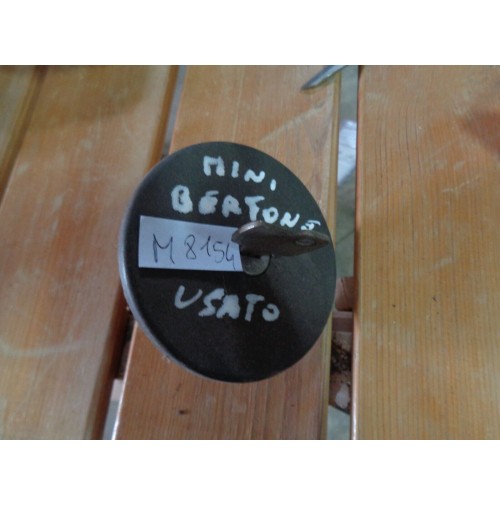 MINI
BERTONE
M 8154
USATO